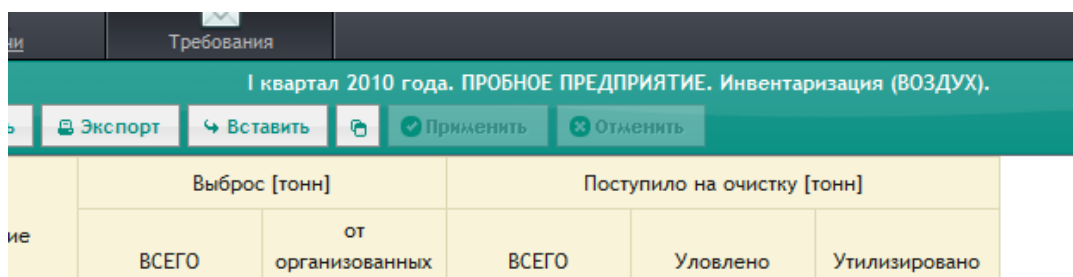 Требования
I квартал 2010 года. ПРОБНОЕ ПРЕДПРИЯТИЕ. Инвентаризация (ВОЗДУХ).
Экспорт Вставить Применить Отменить
Выброс [тонн] Поступило на очистку [тонн]
от
ВСЕГО организованных ВСЕГО Уловлено Утилизировано